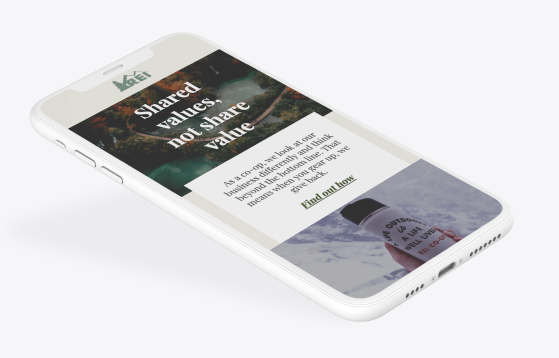 REI
Shared
values,
not share
value
As a co-op, we look at our
business differently and think
beyond the bottom line. That
means when you gear up, we
give back.
Find out how
OUTDO
A LIFE
WELL LIVE
REI CO-OP